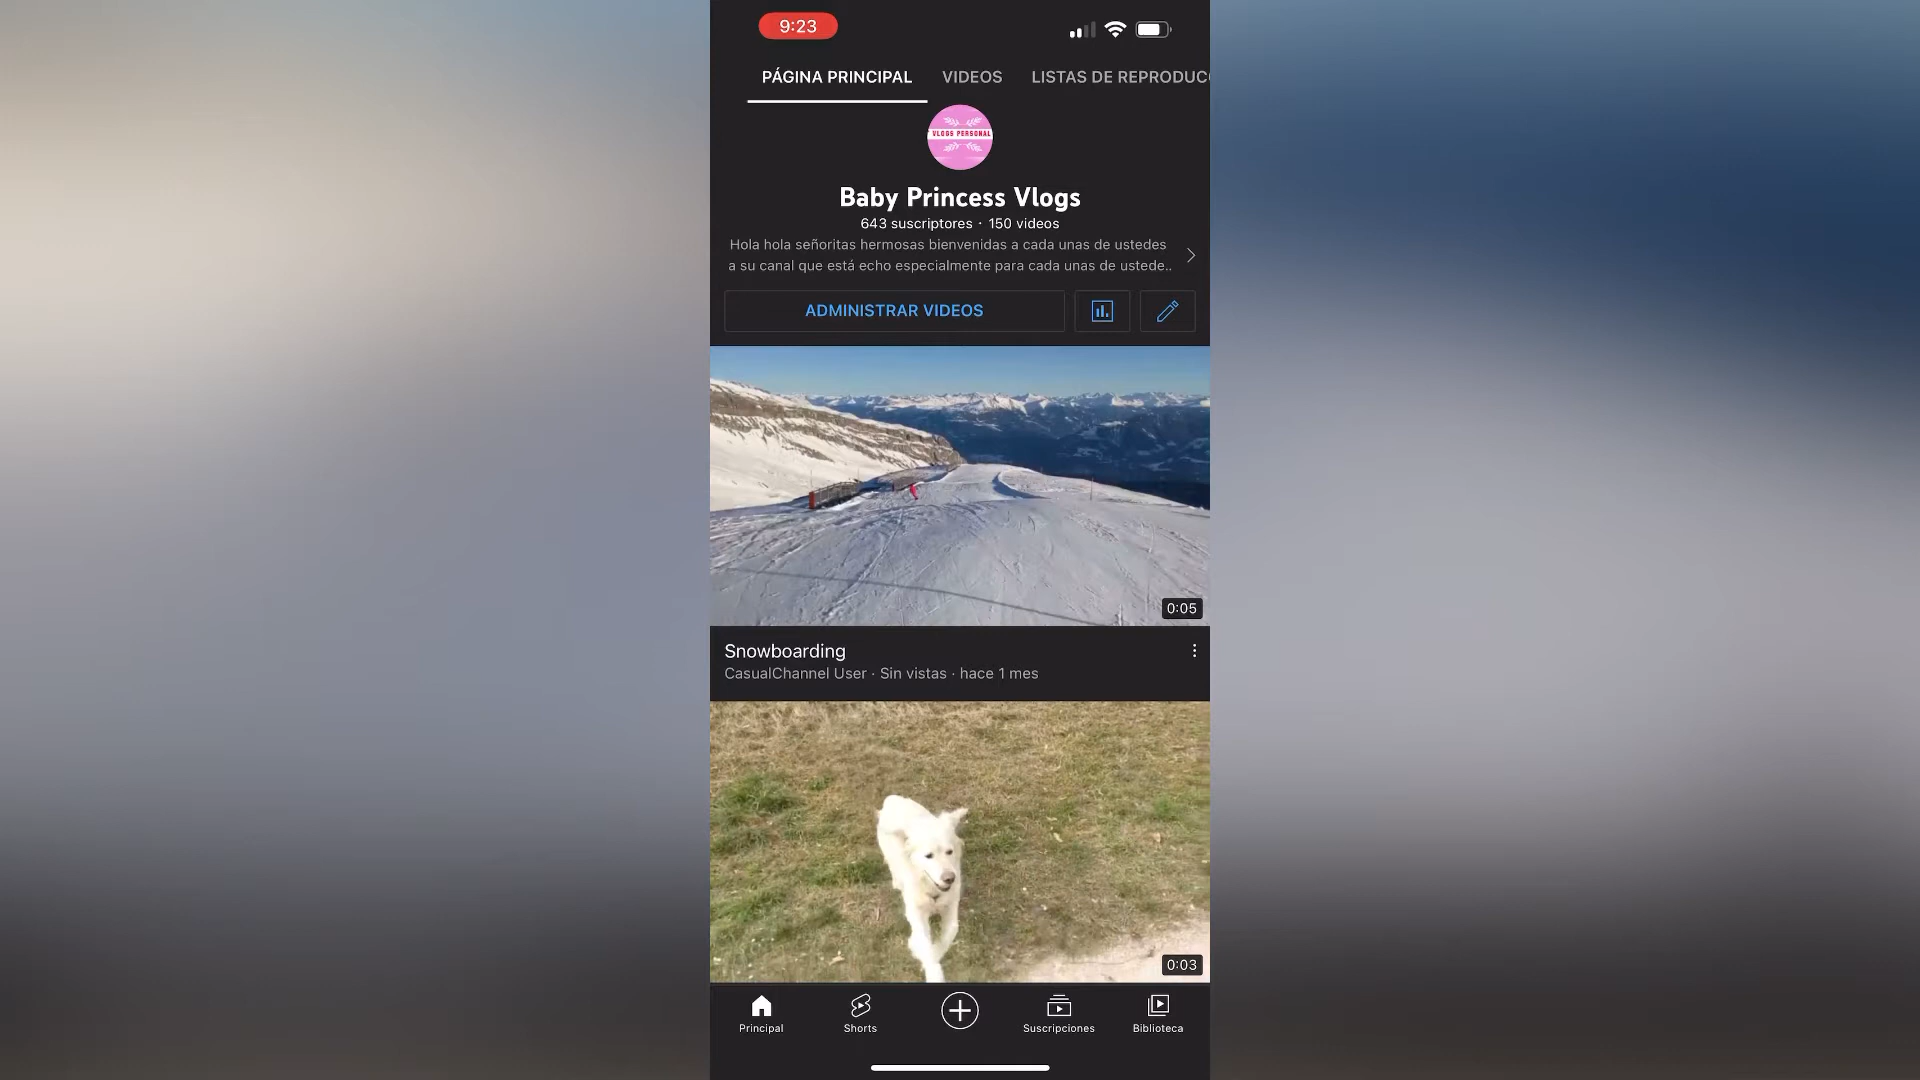 9:23
PÁGINA PRINCIPAL VIDEOS LISTAS DE REPRODUC
VLOGS PERSONAL
Baby Princess Vlogs
643 suscriptores · 150 videos
Hola hola señoritas hermosas bienvenidas a cada unas de ustedes
a su canal que está echo especialmente para cada unas de ustede..
ADMINISTRAR VIDEOS
0:05
Snowboarding
CasualChannel User · Sin vistas · hace 1 mes
0:03
Principal Shorts Suscripciones Biblioteca